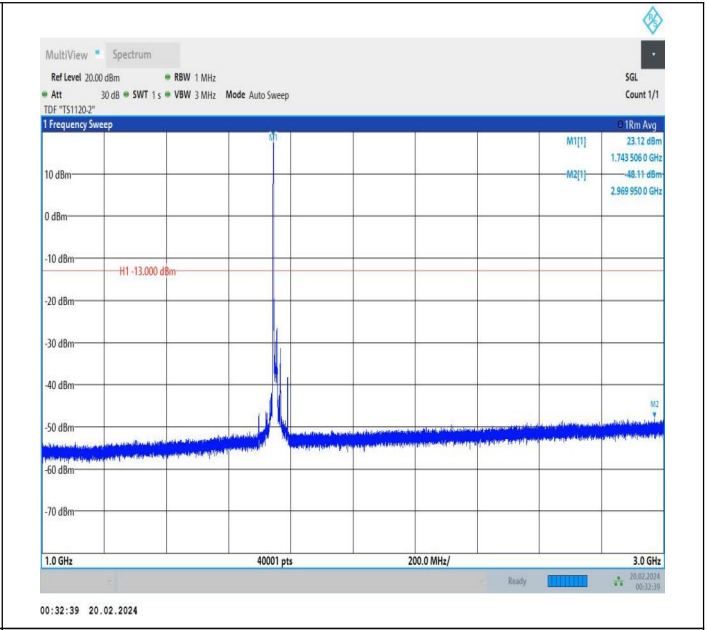 MultiView Spectrum
Ref Level 20.00 dBm RBW 1 MHz SGL
Att 30 dB SWT 1 s VBW 3 MHz Mode Auto Sweep Count 1/1
TDF "TS1120-2"
1 Frequency Sweep 1Rm Avg
M1
M1[1] 23.12 dBm
1.743 506 0 GHz
10 dBm M2[1] -48.11 dBm
2.969 950 0 GHz
0 dBm
-10 dBm
H1 -13.000 dBm
-20 dBm
-30 dBm
-40 dBm
M2
-50 dBm
-60 dBm
-70 dBm
1.0 GHz 40001 pts 200.0 MHz/ 3.0 GHz
Ready 20.02.2024
00:32:39
00:32:39 20.02.2024